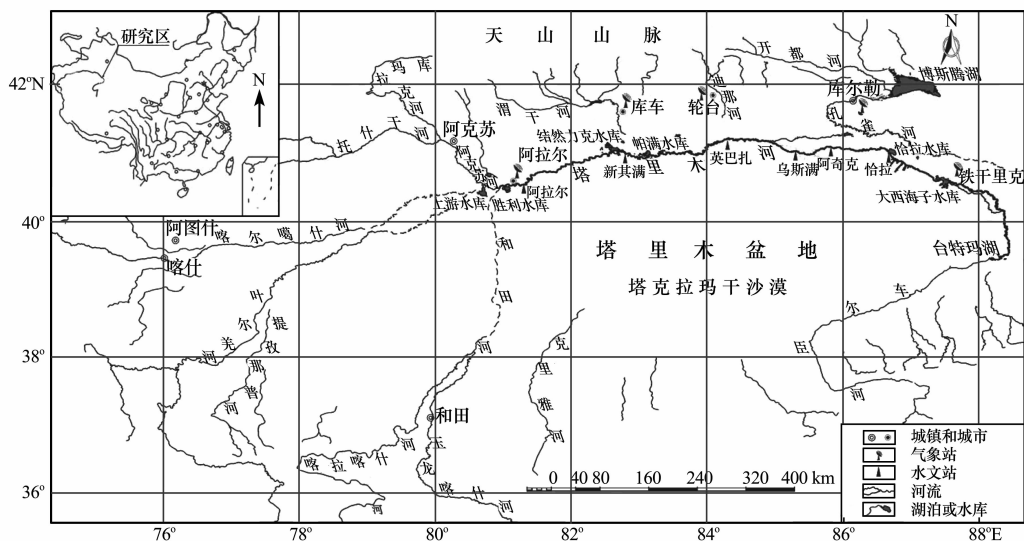 研究区
N
天山山脉
N
42°N
40°
38°
36°
76°
78°
80°
82°
84°
86°
88°E
拉玛库
克
河
托什干河
阿克苏
阿克苏河
渭干河
库车
轮台
迪那河
开都河
博斯腾湖
库尔勒
孔雀河
结然力克水库
帕满水库
恰拉水库
阿拉尔
阿拉尔
新其满
英巴扎
乌斯满
阿奇克
恰拉
铁干里克
大西海子水库
塔里木河
上游水库/胜利水库
阿图什
喀什
喀尔噶什河
台特玛湖
塔里木盆地
塔克拉玛干沙漠
和田河
叶尔羌河
提孜那普河
克里雅河
车尔臣河
和田
喀拉喀什河
玉龙喀什河
河
0 40 80 160 240 320 400 km
城镇和城市
气象站
水文站
河流
湖泊或水库